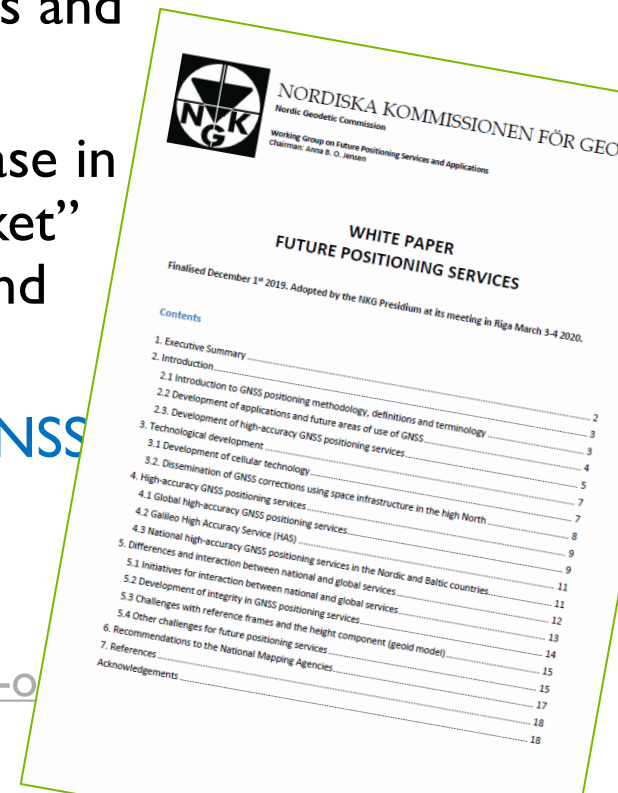 s and
ase in
ket”
nd
NSS
-o
NKG
NORDISKA KOMMISSIONEN FÖR GEO
Nordic Geodetic Commission
Working Group on Future Positioning Services and Applications
Chairman: Anna B. O. Jensen
WHITE PAPER
FUTURE POSITIONING SERVICES
Finalised December 1st 2019. Adopted by the NKG Presidium at its meeting in Riga March 3-4 2020.
Contents
1. Executive Summary 2
2. Introduction 3
2.1 Introduction to GNSS positioning methodology, definitions and terminology 3
2.2 Development of applications and future areas of use of GNSS 4
2.3. Development of high-accuracy GNSS positioning services 5
3. Technological development 7
3.1 Development of cellular technology 7
3.2. Dissemination of GNSS corrections using space infrastructure in the high North 8
4. High-accuracy GNSS positioning services 9
4.1 Global high-accuracy GNSS positioning services 9
4.2 Galileo High Accuracy Service (HAS) 11
4.3 National high-accuracy GNSS positioning services in the Nordic and Baltic countries 11
5. Differences and interaction between national and global services 12
5.1 Initiatives for interaction between national and global services 13
5.2 Development of integrity in GNSS positioning services 14
5.3 Challenges with reference frames and the height component (geoid model) 15
5.4 Other challenges for future positioning services 15
6. Recommendations to the National Mapping Agencies 17
7. References 18
Acknowledgements 18